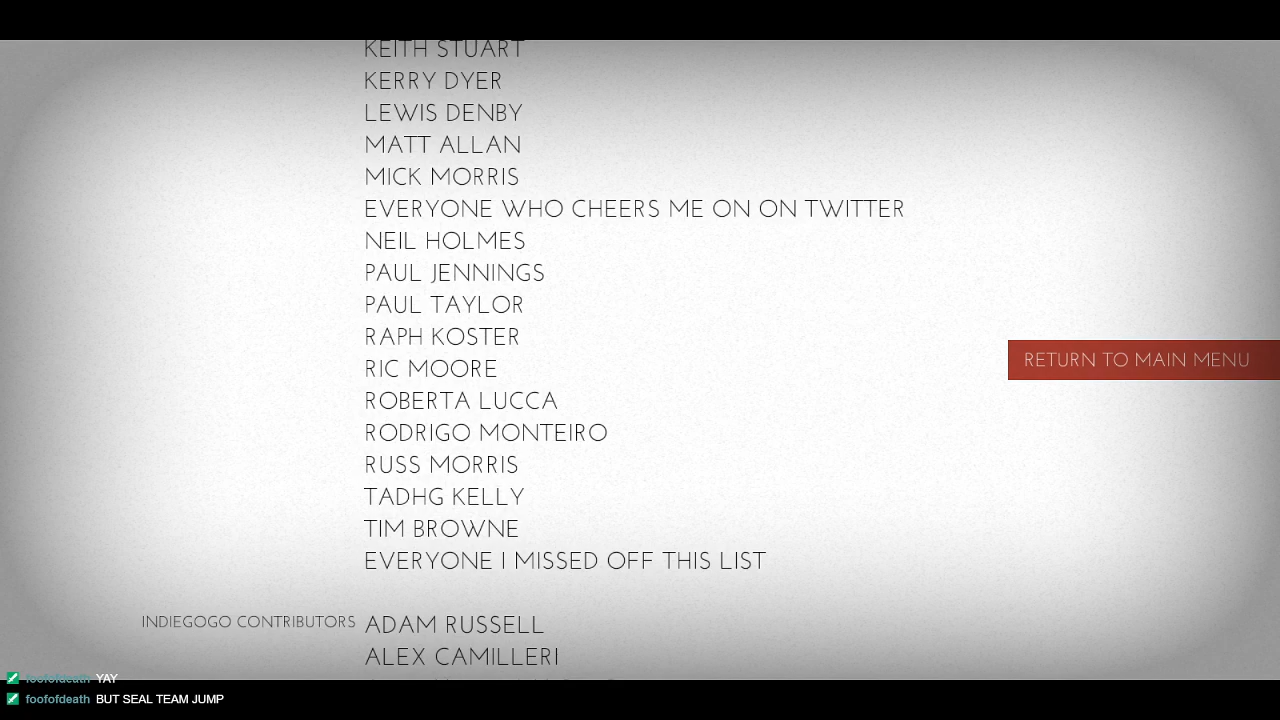 KEITH STUART
KERRY DYER
LEWIS DENBY
MATT ALLAN
MICK MORRIS
EVERYONE WHO CHEERS ME ON ON TWITTER
NEIL HOLMES
PAUL JENNINGS
PAUL TAYLOR
RAPH KOSTER
RETURN TO MAIN MENU
RIC MOORE
ROBERTA LUCCA
RODRIGO MONTEIRO
RUSS MORRIS
TADHG KELLY
TIM BROWNE
EVERYONE I MISSED OFF THIS LIST
INDIEGOGO CONTRIBUTORS ADAM RUSSELL
ALEX CAMILLERI
foofofdeath YAY
foofofdeath BUT SEAL TEAM JUMP